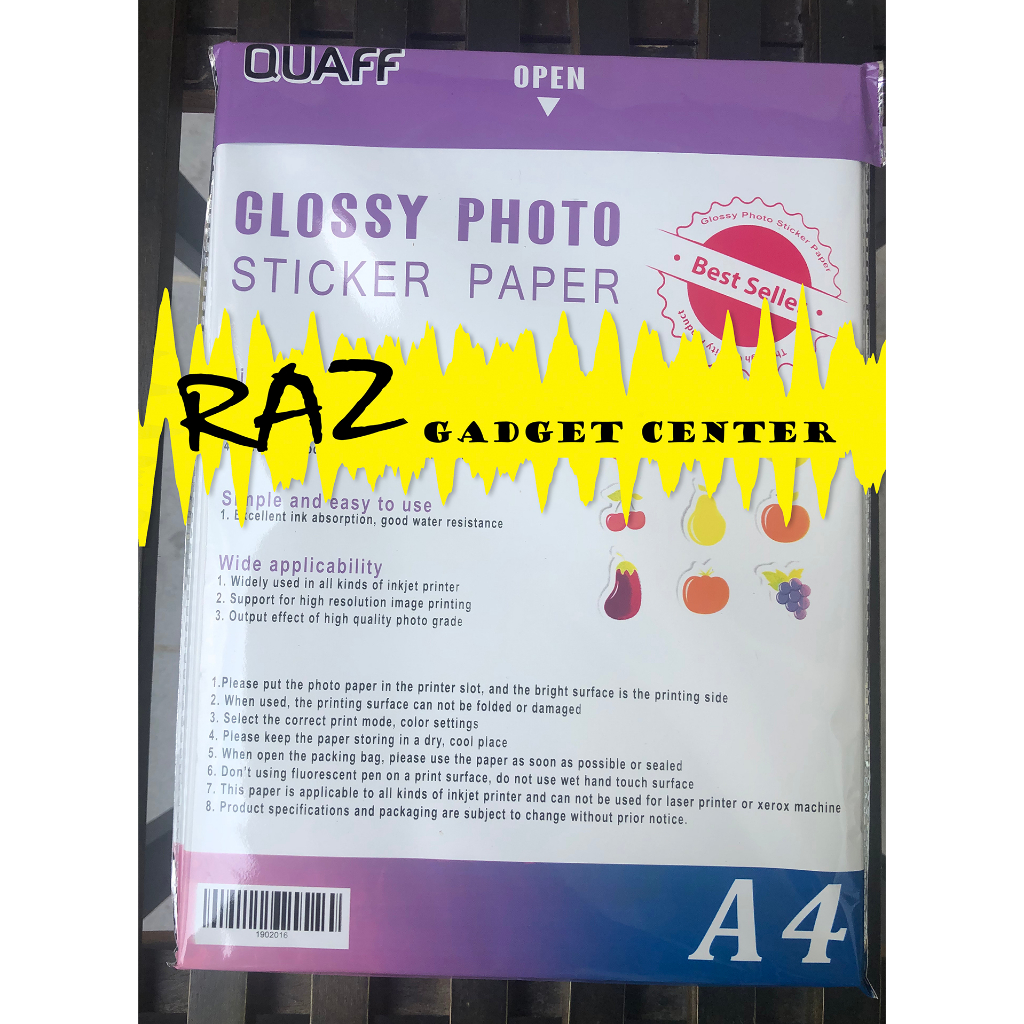 QUAFF
OPEN
GLOSSY PHOTO
STICKER PAPER
Glossy Photo Sticker Paper
Best Seller
RAZ GADGET CENTER
Simple and easy to use
1. Excellent ink absorption, good water resistance
Wide applicability
1. Widely used in all kinds of inkjet printer
2. Support for high resolution image printing
3. Output effect of high quality photo grade
1.Please put the photo paper in the printer slot, and the bright surface is the printing side
2. When used, the printing surface can not be folded or damaged
3. Select the correct print mode, color settings
4. Please keep the paper storing in a dry, cool place
5. When open the packing bag, please use the paper as soon as possible or sealed
6. Don't using fluorescent pen on a print surface, do not use wet hand touch surface
7. This paper is applicable to all kinds of inkjet printer and can not be used for laser printer or xerox machine
8. Product specifications and packaging are subject to change without prior notice.
1902016
A4